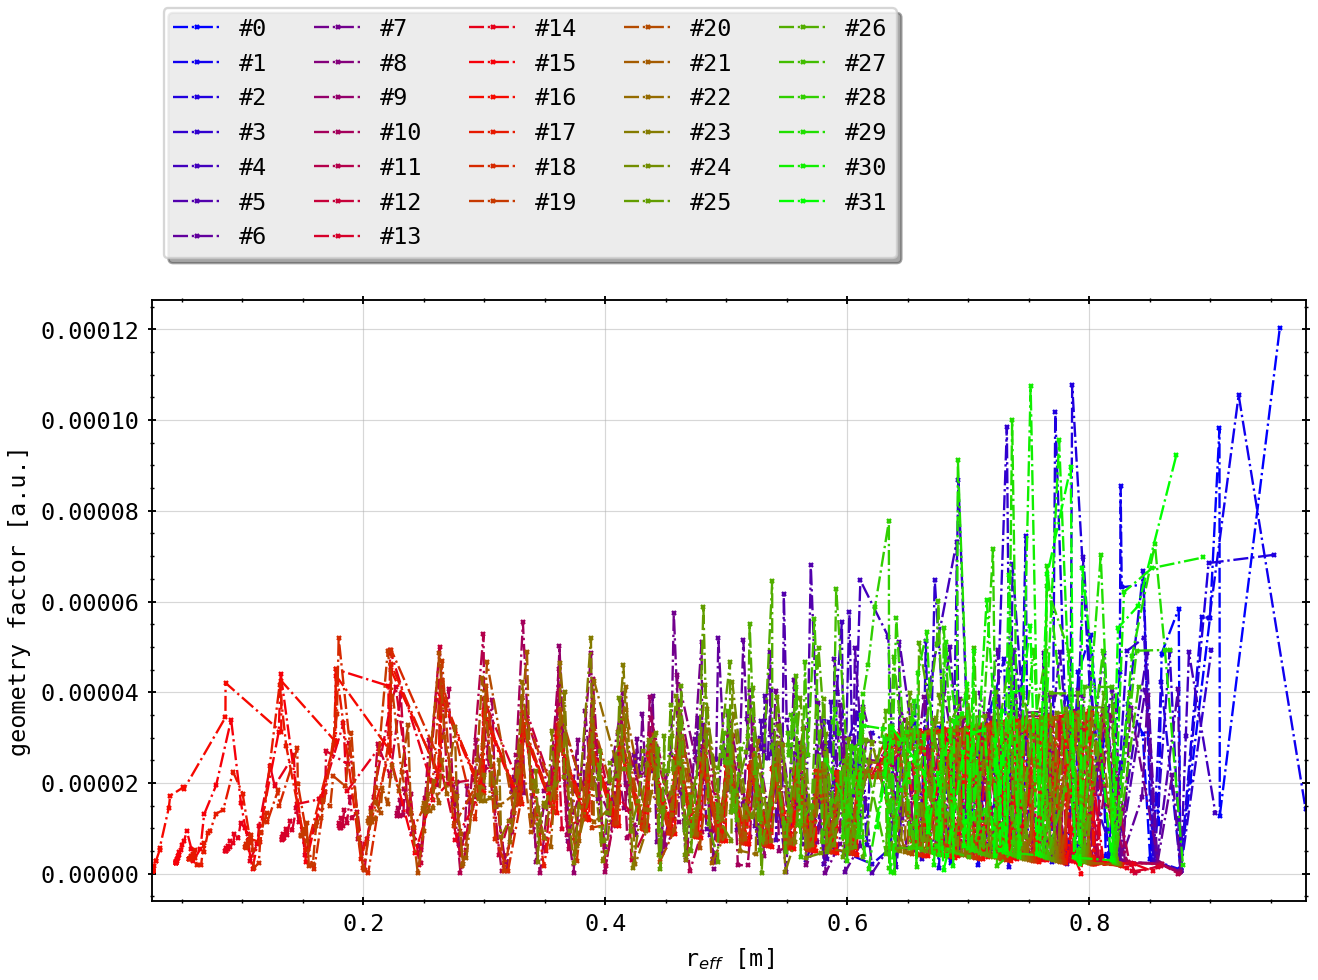 #0 #7 #14 #20 #26
#1 #8 #15 #21 #27
#2 #9 #16 #22 #28
#3 #10 #17 #23 #29
#4 #11 #18 #24 #30
#5 #12 #19 #25 #31
#6 #13
0.00012
0.00010
0.00008
0.00006
0.00004
0.00002
0.00000
geometry factor [a.u.]
0.2 0.4 0.6 0.8
r_eff [m]